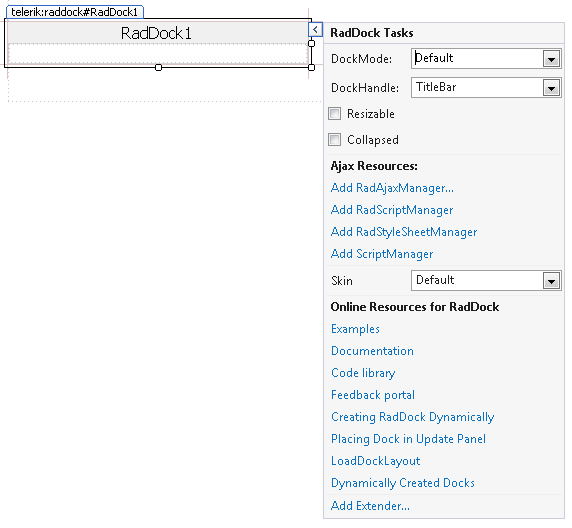 telerik:raddock#RadDock1
RadDock1
RadDock Tasks
DockMode: Default
DockHandle: TitleBar
Resizable
Collapsed
Ajax Resources:
Add RadAjaxManager...
Add RadScriptManager
Add RadStyleSheetManager
Add ScriptManager
Skin Default
Online Resources for RadDock
Examples
Documentation
Code library
Feedback portal
Creating RadDock Dynamically
Placing Dock in Update Panel
LoadDockLayout
Dynamically Created Docks
Add Extender...